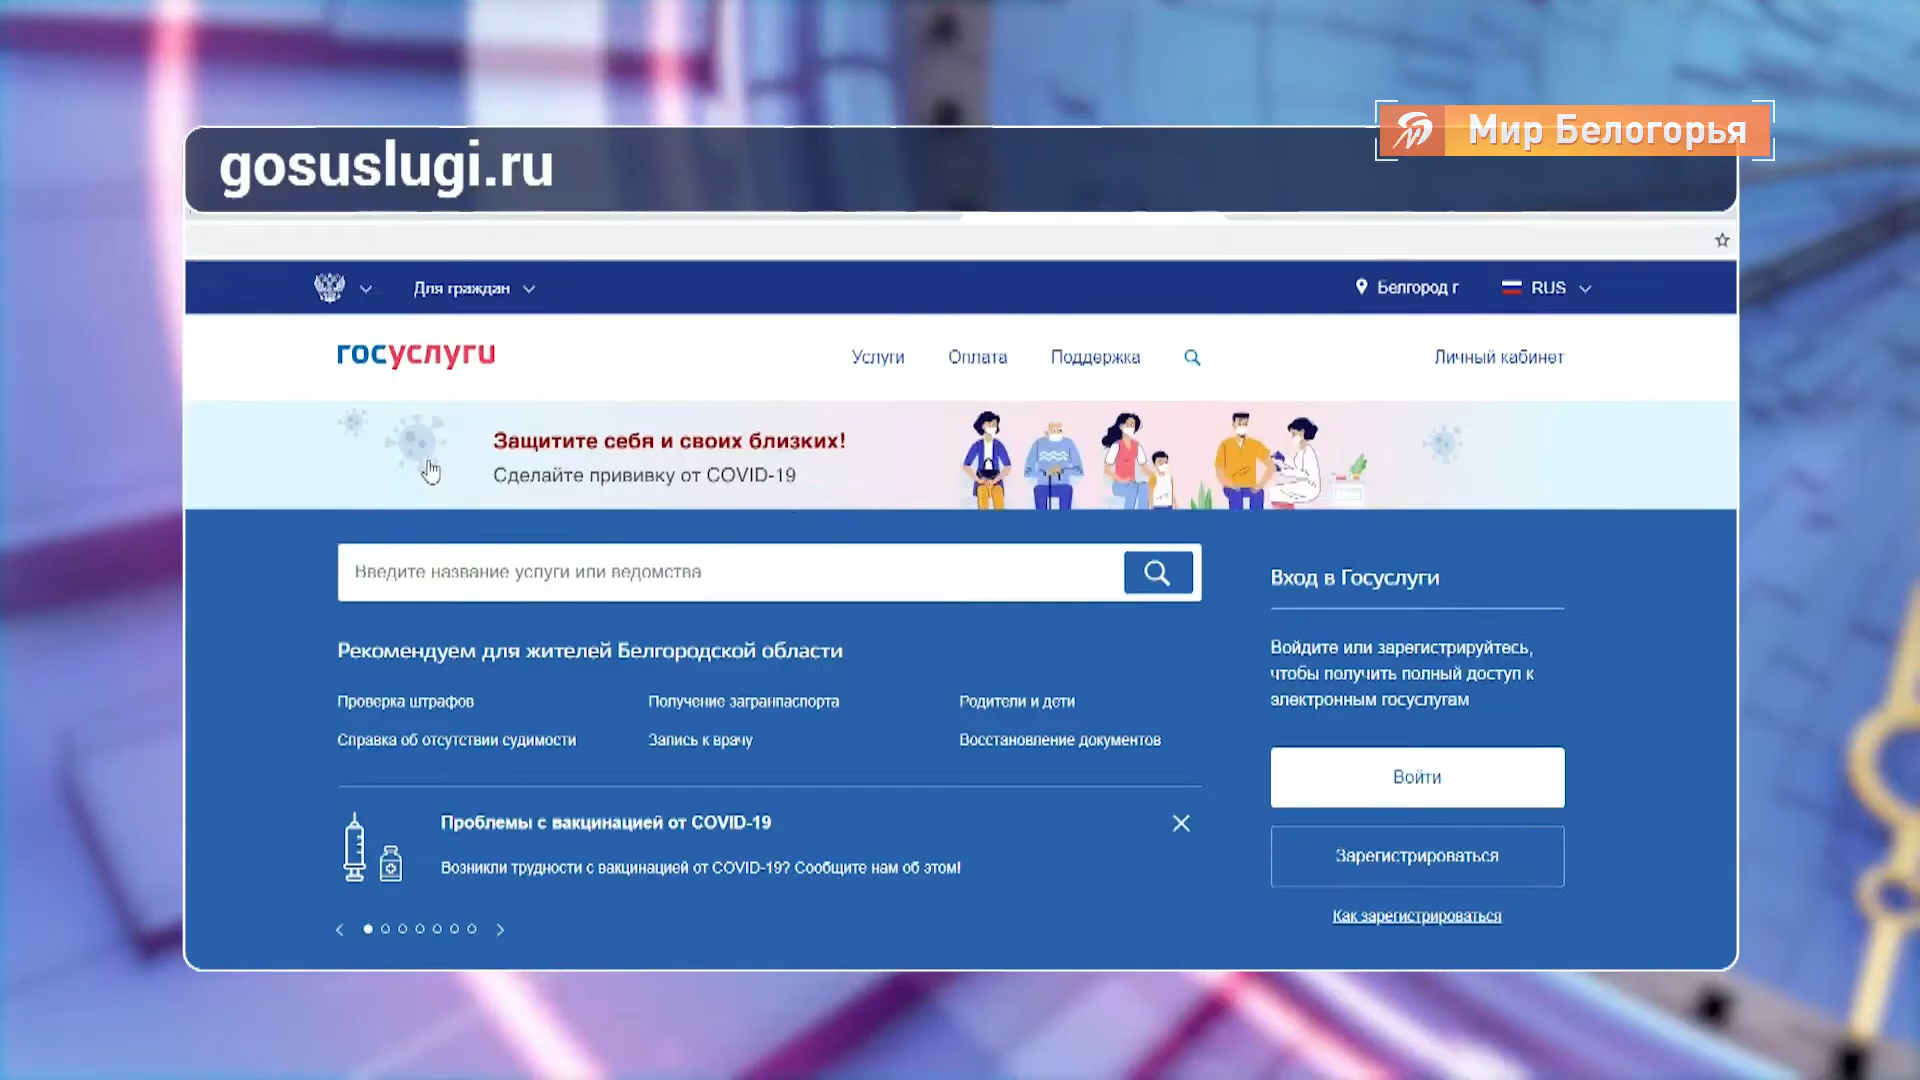 Мир Белогорья
gosuslugi.ru
Для граждан
Белгород г
RUS
госуслуги
Услуги
Оплата
Поддержка
Личный кабинет
Защитите себя и своих близких!
Сделайте прививку от COVID-19
Введите название услуги или ведомства
Рекомендуем для жителей Белгородской области
Проверка штрафов
Получение загранпаспорта
Родители и дети
Справка об отсутствии судимости
Запись к врачу
Восстановление документов
Проблемы с вакцинацией от COVID-19
Возникли трудности с вакцинацией от COVID-19? Сообщите нам об этом!
Вход в Госуслуги
Войдите или зарегистрируйтесь,
чтобы получить полный доступ к
электронным госуслугам
Войти
Зарегистрироваться
Как зарегистрироваться